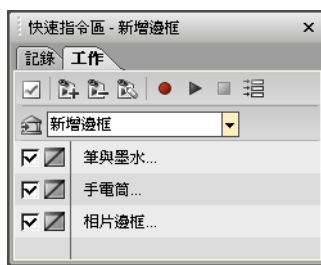 快速指令區 - 新增邊框
記錄 工作
新增邊框
筆與墨水...
手電筒...
相片邊框...